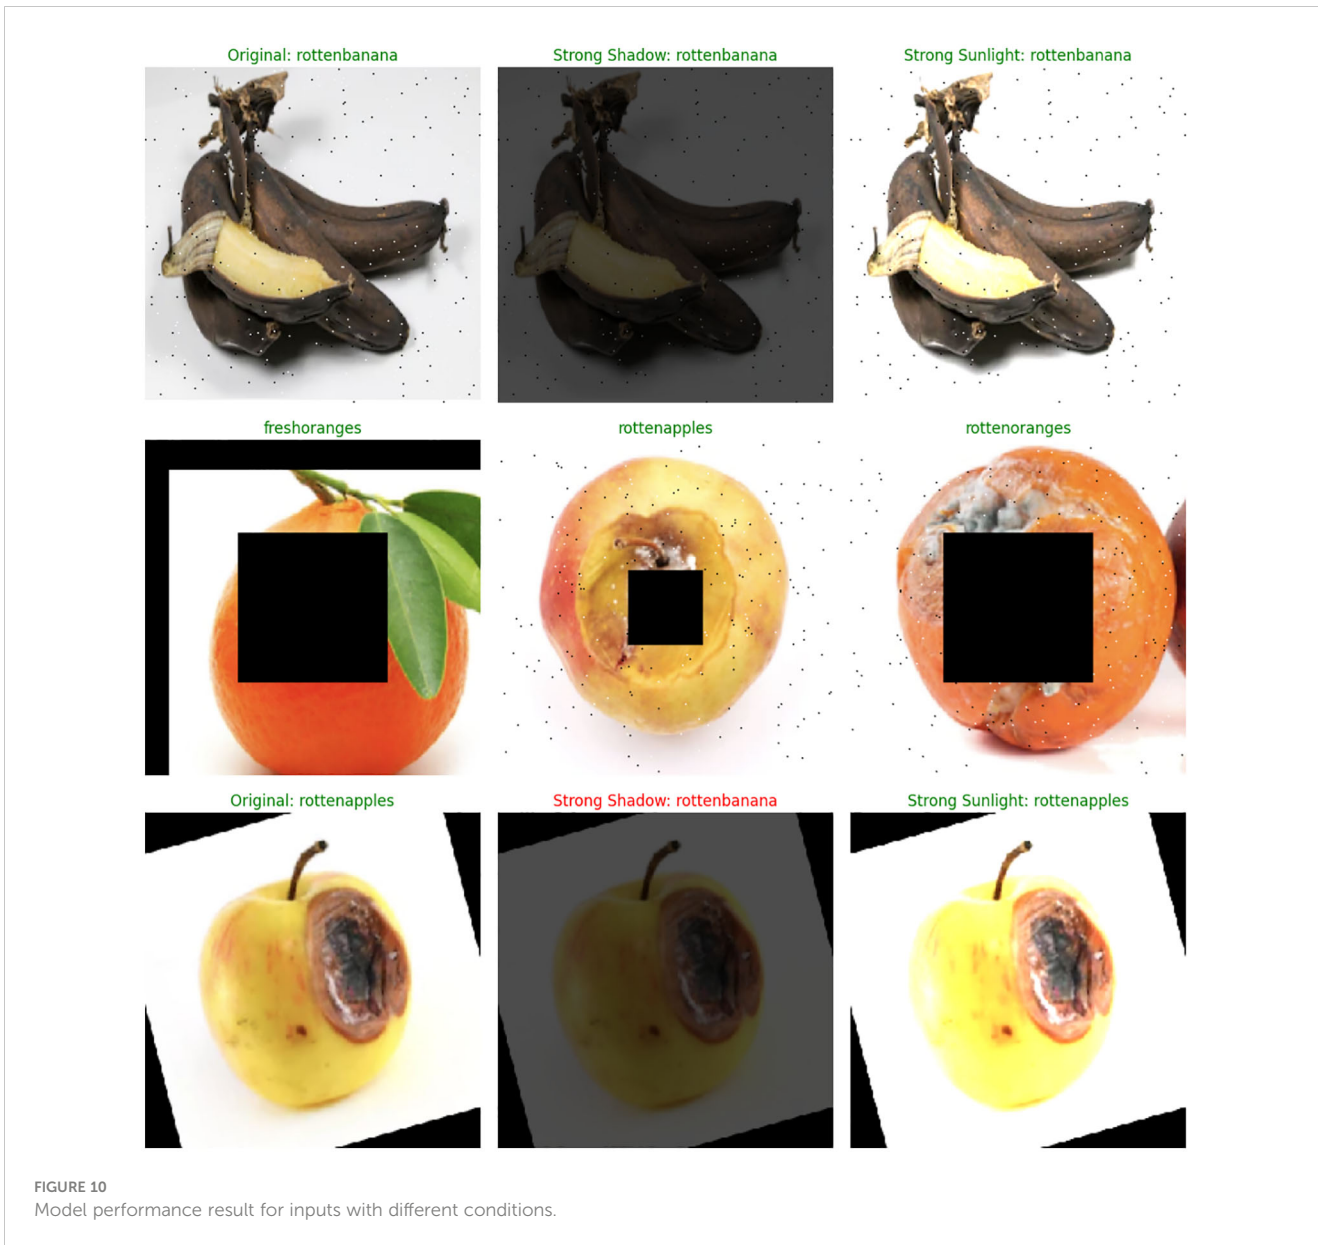 Original: rottenbanana
Strong Shadow: rottenbanana
Strong Sunlight: rottenbanana
freshoranges
rottenapples
rottenoranges
Original: rottenapples
Strong Shadow: rottenbanana
Strong Sunlight: rottenapples
FIGURE 10
Model performance result for inputs with different conditions.